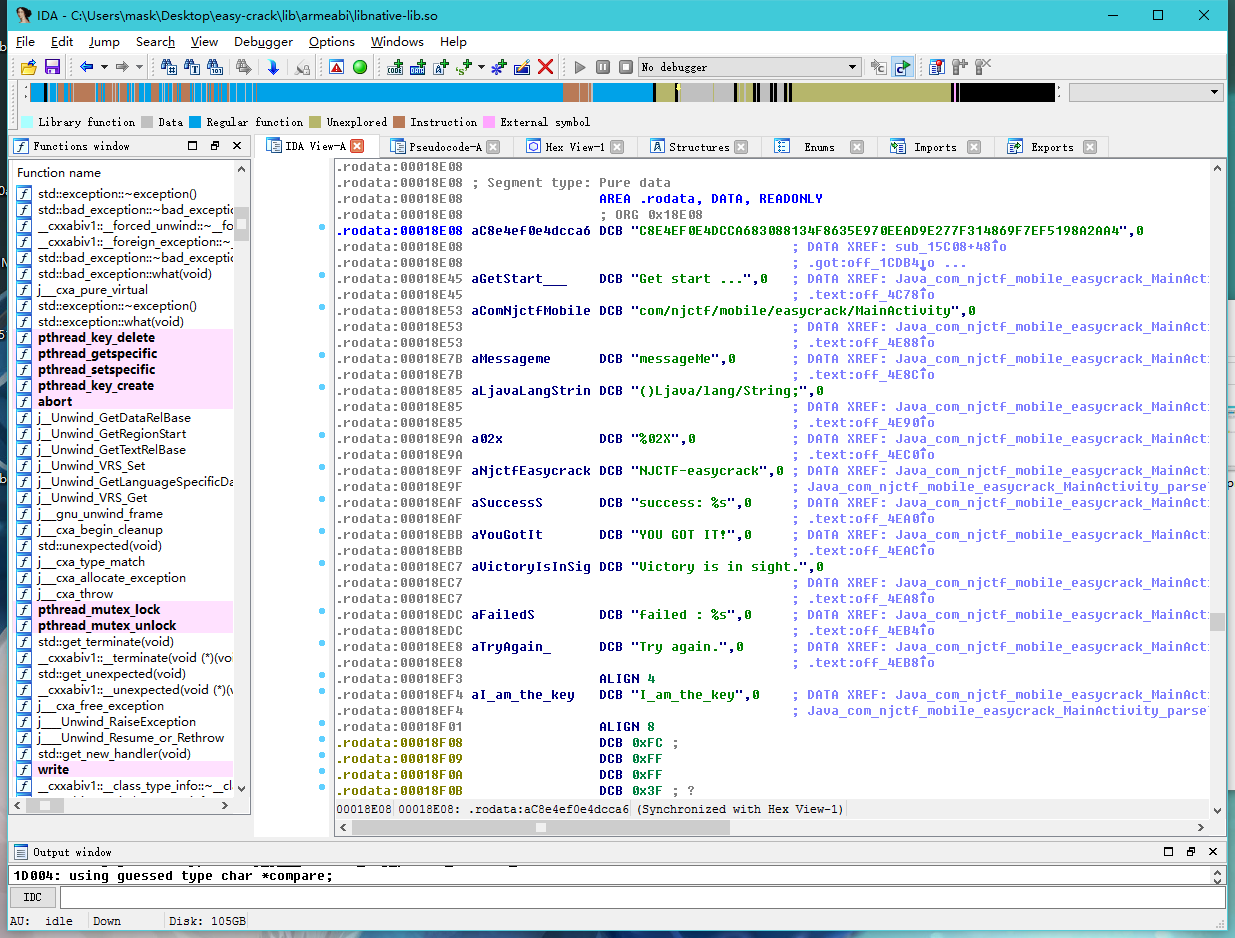 IDA - C:\Users\mask\Desktop\easy-crack\lib\armeabi\libnative-lib.so
File Edit Jump Search View Debugger Options Windows Help
No debugger
Library function Data Regular function Unexplored Instruction External symbol
Functions window
IDA View-A Pseudocode-A Hex View-1 Structures Enums Imports Exports
Function name
std::exception::~exception()
std::bad_exception::~bad_exceptio
__cxxabiv1::__forced_unwind::~__fo
__cxxabiv1::__foreign_exception::~_
std::bad_exception::~bad_exceptio
std::bad_exception::what(void)
j___cxa_pure_virtual
std::exception::~exception()
std::exception::what(void)
pthread_key_delete
pthread_getspecific
pthread_setspecific
pthread_key_create
abort
j__Unwind_GetDataRelBase
j__Unwind_GetRegionStart
j__Unwind_GetTextRelBase
j__Unwind_VRS_Set
j__Unwind_GetLanguageSpecificDa
j__Unwind_VRS_Get
j___gnu_unwind_frame
j___cxa_begin_cleanup
std::unexpected(void)
j___cxa_type_match
j___cxa_allocate_exception
j___cxa_throw
pthread_mutex_lock
pthread_mutex_unlock
std::get_terminate(void)
__cxxabiv1::__terminate(void (*)(voi
std::get_unexpected(void)
__cxxabiv1::__unexpected(void (*)(v
j___cxa_free_exception
j____Unwind_RaiseException
j____Unwind_Resume_or_Rethrow
std::get_new_handler(void)
write
__cxxabiv1::__class_type_info::~__cl
.rodata:00018E08
.rodata:00018E08 ; Segment type: Pure data
.rodata:00018E08 AREA .rodata, DATA, READONLY
.rodata:00018E08 ; ORG 0x18E08
.rodata:00018E08 aC8e4ef0e4dcca6 DCB "C8E4EF0E4DCCA683088134F8635E970EEAD9E277F314869F7EF5198A2AA4",0
.rodata:00018E08 ; DATA XREF: sub_15C08+48↑o
.rodata:00018E08 ; .got:off_1CDB4↓o ...
.rodata:00018E45 aGetStart___ DCB "Get start ...",0 ; DATA XREF: Java_com_njctf_mobile_easycrack_MainActi
.rodata:00018E45 ; .text:off_4C78↑o
.rodata:00018E53 aComNjctfMobile DCB "com/njctf/mobile/easycrack/MainActivity",0
.rodata:00018E53 ; DATA XREF: Java_com_njctf_mobile_easycrack_MainActi
.rodata:00018E53 ; .text:off_4E88↑o
.rodata:00018E7B aMessageme DCB "messageMe",0 ; DATA XREF: Java_com_njctf_mobile_easycrack_MainActi
.rodata:00018E7B ; .text:off_4E8C↑o
.rodata:00018E85 aLjavaLangStrin DCB "()Ljava/lang/String;",0
.rodata:00018E85 ; DATA XREF: Java_com_njctf_mobile_easycrack_MainActi
.rodata:00018E85 ; .text:off_4E90↑o
.rodata:00018E9A a02x DCB "%02X",0 ; DATA XREF: Java_com_njctf_mobile_easycrack_MainActi
.rodata:00018E9A ; .text:off_4EC0↑o
.rodata:00018E9F aNjctfEasycrack DCB "NJCTF-easycrack",0 ; DATA XREF: Java_com_njctf_mobile_easycrack_MainActi
.rodata:00018E9F ; Java_com_njctf_mobile_easycrack_MainActivity_parse
.rodata:00018EAF aSuccessS DCB "success: %s",0 ; DATA XREF: Java_com_njctf_mobile_easycrack_MainActi
.rodata:00018EAF ; .text:off_4EA0↑o
.rodata:00018EBB aYouGotIt DCB "YOU GOT IT!",0 ; DATA XREF: Java_com_njctf_mobile_easycrack_MainActi
.rodata:00018EBB ; .text:off_4EAC↑o
.rodata:00018EC7 aVictoryIsInSig DCB "Victory is in sight.",0
.rodata:00018EC7 ; DATA XREF: Java_com_njctf_mobile_easycrack_MainActi
.rodata:00018EC7 ; .text:off_4EA8↑o
.rodata:00018EDC aFailedS DCB "failed : %s",0 ; DATA XREF: Java_com_njctf_mobile_easycrack_MainActi
.rodata:00018EDC ; .text:off_4EB4↑o
.rodata:00018EE8 aTryAgain_ DCB "Try again.",0 ; DATA XREF: Java_com_njctf_mobile_easycrack_MainActi
.rodata:00018EE8 ; .text:off_4EB8↑o
.rodata:00018EF3 ALIGN 4
.rodata:00018EF4 aI_am_the_key DCB "I_am_the_key",0 ; DATA XREF: Java_com_njctf_mobile_easycrack_MainActi
.rodata:00018EF4 ; Java_com_njctf_mobile_easycrack_MainActivity_parse
.rodata:00018F01 ALIGN 8
.rodata:00018F08 DCB 0xFC ;
.rodata:00018F09 DCB 0xFF
.rodata:00018F0A DCB 0xFF
.rodata:00018F0B DCB 0x3F ; ?
00018E08 00018E08: .rodata:aC8e4ef0e4dcca6 (Synchronized with Hex View-1)
Output window
1D004: using guessed type char *compare;
IDC
AU: idle Down Disk: 105GB